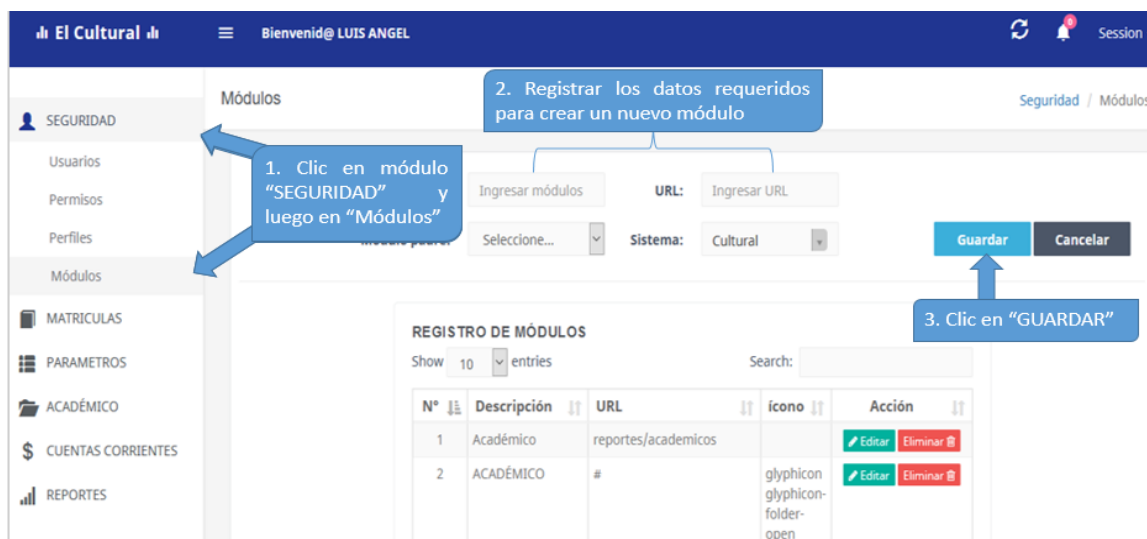 El Cultural
Bienvenid@ LUIS ANGEL
0
Session
Módulos
Seguridad / Módulos
2. Registrar los datos requeridos
para crear un nuevo módulo
SEGURIDAD
Usuarios
Permisos
Perfiles
Módulos
MATRICULAS
PARAMETROS
ACADÉMICO
CUENTAS CORRIENTES
REPORTES
1. Clic en módulo
“SEGURIDAD” y
luego en “Módulos”
Ingresar módulos URL: Ingresar URL
Seleccione... Sistema: Cultural
Guardar Cancelar
3. Clic en “GUARDAR”
REGISTRO DE MÓDULOS
Show 10 entries Search:
N° Descripción URL ícono Acción
1 Académico reportes/academicos Editar Eliminar
2 ACADÉMICO # glyphicon Editar Eliminar
glyphicon-
folder-
open